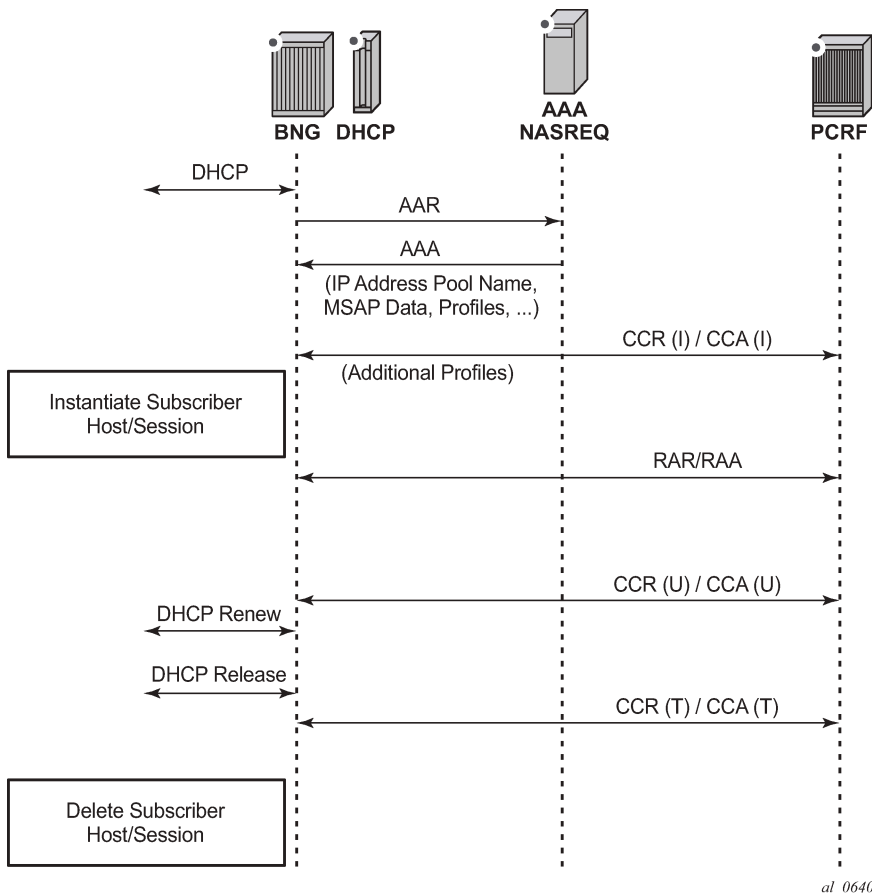 BNG DHCP
AAA
NASREQ
PCRF
DHCP
AAR
AAA
(IP Address Pool Name,
MSAP Data, Profiles, ...)
CCR (I) / CCA (I)
(Additional Profiles)
Instantiate Subscriber
Host/Session
RAR/RAA
CCR (U) / CCA (U)
DHCP Renew
DHCP Release
CCR (T) / CCA (T)
Delete Subscriber
Host/Session
al_0640